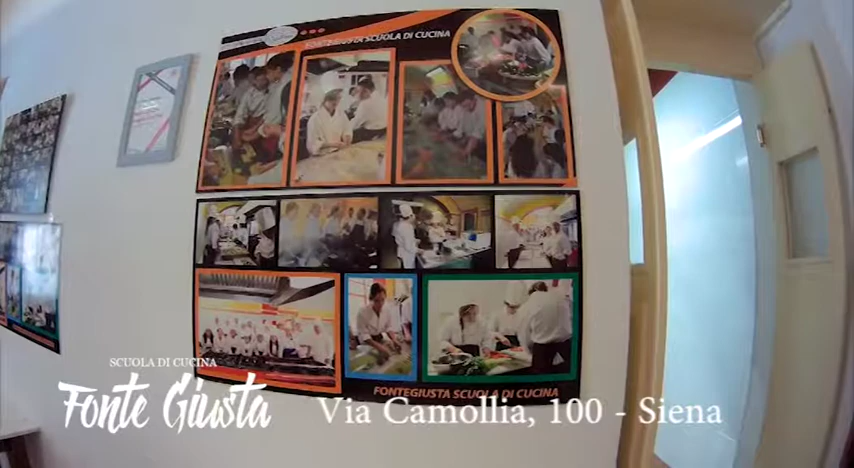 FONTEGIUSTA SCUOLA DI CUCINA
FONTEGIUSTA SCUOLA DI CUCINA
SCUOLA DI CUCINA
Fonte Giusta
Via Camollia, 100 - Siena